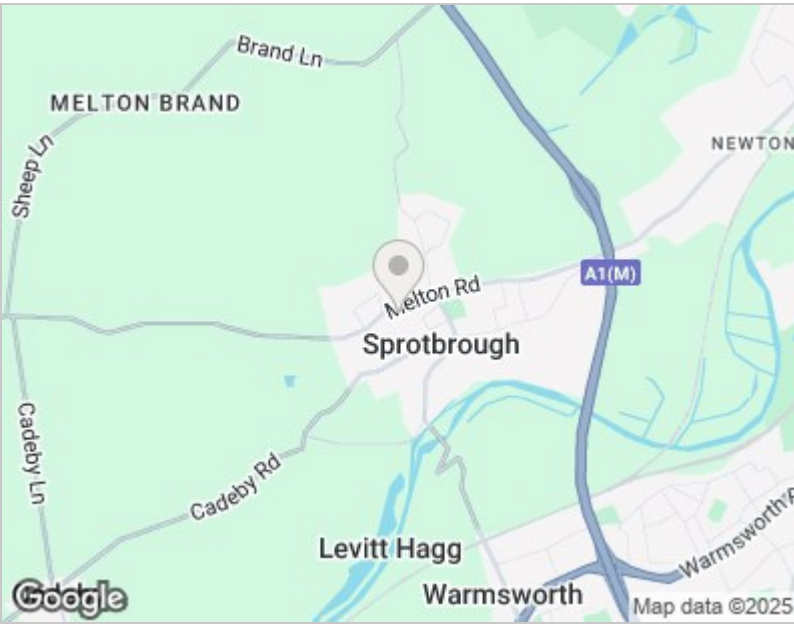 Brand Ln
MELTON BRAND
Sheep Ln
NEWTON
A1(M)
Melton Rd
Sprotbrough
Cadeby Ln
Cadeby Rd
Levitt Hagg
Warmsworth
Warmsworth R
Google
Map data ©2025